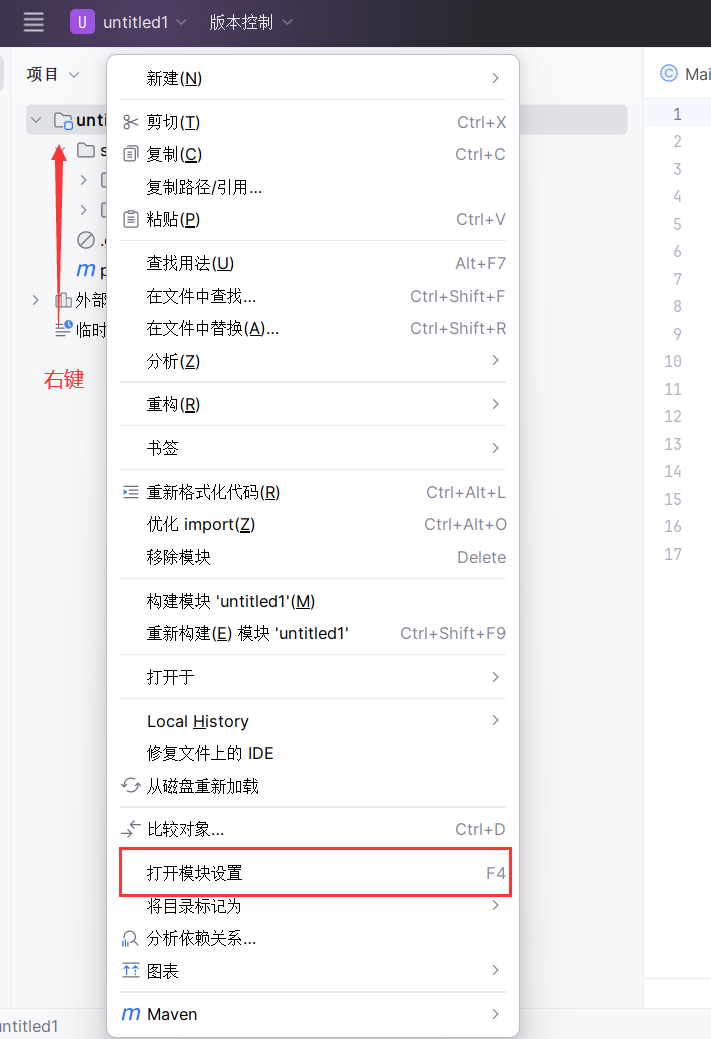 U untitled1 版本控制
项目
unti
s
.g
m p
外部
临时
右键
新建(N)
剪切(T) Ctrl+X
复制(C) Ctrl+C
复制路径/引用...
粘贴(P) Ctrl+V
查找用法(U) Alt+F7
在文件中查找... Ctrl+Shift+F
在文件中替换(A)... Ctrl+Shift+R
分析(Z)
重构(R)
书签
重新格式化代码(R) Ctrl+Alt+L
优化 import(Z) Ctrl+Alt+O
移除模块 Delete
构建模块 'untitled1'(M)
重新构建(E) 模块 'untitled1' Ctrl+Shift+F9
打开于
Local History
修复文件上的 IDE
从磁盘重新加载
比较对象... Ctrl+D
打开模块设置 F4
将目录标记为
分析依赖关系...
图表
m Maven
© Mai
1
2
3
4
5
6
7
8
9
10
11
12
13
14
15
16
17
untitled1